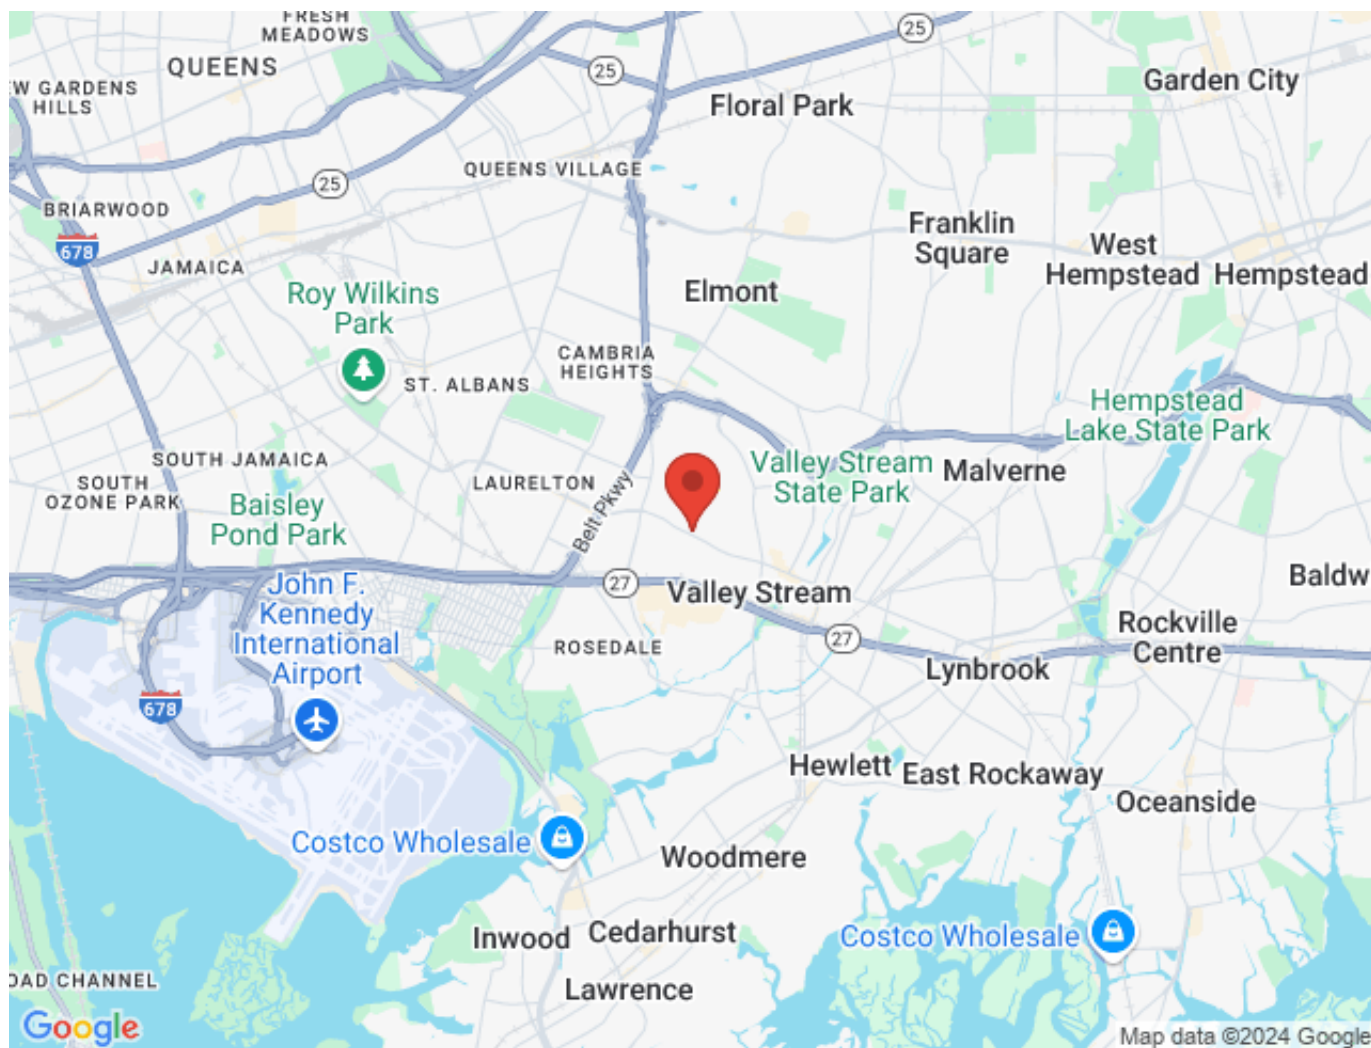 FRESH
MEADOWS
25
QUEENS
25
Garden City
EW GARDENS
HILLS
Floral Park
QUEENS VILLAGE
25
BRIARWOOD
Franklin
Square
West
Hempstead
Hempstead
678
JAMAICA
Roy Wilkins
Park
Elmont
CAMBRIA
HEIGHTS
ST. ALBANS
Hempstead
Lake State Park
SOUTH JAMAICA
Valley Stream
State Park
Malverne
SOUTH
OZONE PARK
LAURELTON
Baisley
Pond Park
Belt Pkwy
John F.
Kennedy
International
Airport
27
Valley Stream
Baldw
27
Rockville
Centre
ROSEDALE
Lynbrook
678
Hewlett
East Rockaway
Oceanside
Costco Wholesale
Woodmere
Inwood
Cedarhurst
Costco Wholesale
OAD CHANNEL
Lawrence
Google
Map data ©2024 Google